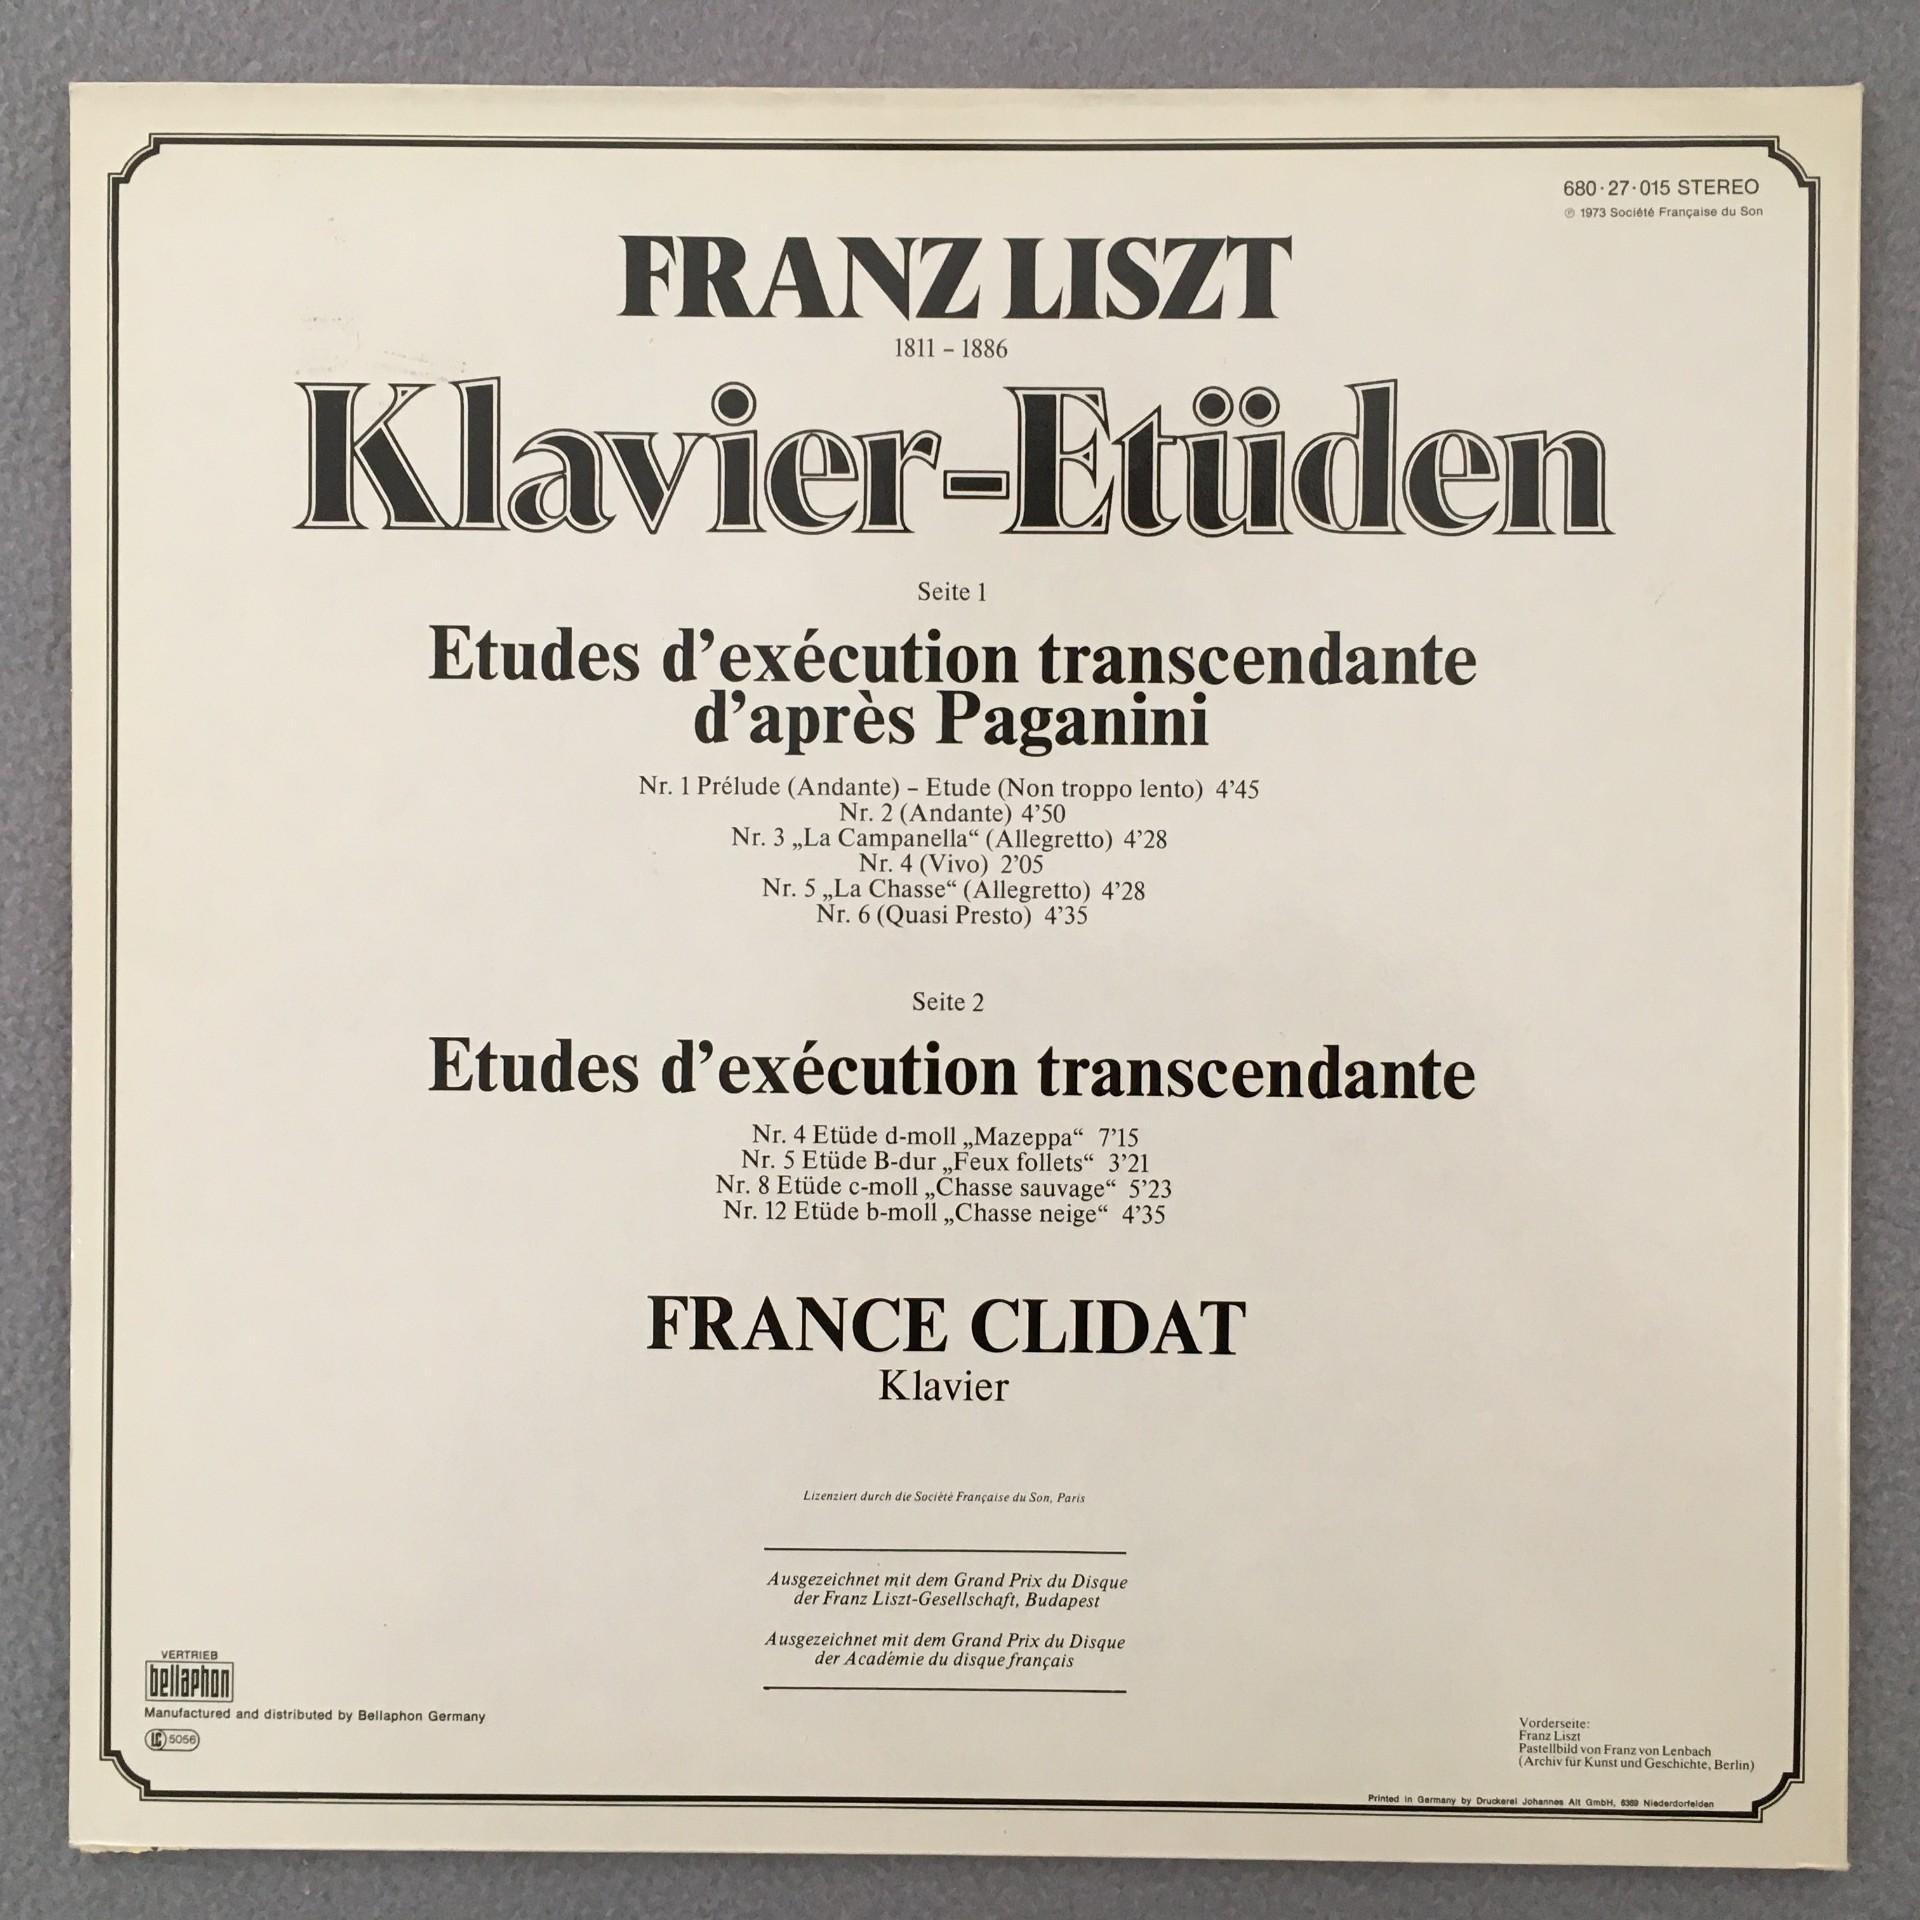 680·27·015 STEREO
℗ 1973 Société Française du Son
FRANZ LISZT
1811 – 1886
Klavier-Etüden
Seite 1
Etudes d’exécution transcendante
d’après Paganini
Nr. 1 Prélude (Andante) – Etude (Non troppo lento) 4’45
Nr. 2 (Andante) 4’50
Nr. 3 „La Campanella“ (Allegretto) 4’28
Nr. 4 (Vivo) 2’05
Nr. 5 „La Chasse“ (Allegretto) 4’28
Nr. 6 (Quasi Presto) 4’35
Seite 2
Etudes d’exécution transcendante
Nr. 4 Etüde d-moll „Mazeppa“ 7’15
Nr. 5 Etüde B-dur „Feux follets“ 3’21
Nr. 8 Etüde c-moll „Chasse sauvage“ 5’23
Nr. 12 Etüde b-moll „Chasse neige“ 4’35
FRANCE CLIDAT
Klavier
Lizenziert durch die Société Française du Son, Paris
Ausgezeichnet mit dem Grand Prix du Disque
der Franz Liszt-Gesellschaft, Budapest
Ausgezeichnet mit dem Grand Prix du Disque
der Académie du disque français
VERTRIEB
bellaphon
Manufactured and distributed by Bellaphon Germany
LC 5056
Vorderseite:
Franz Liszt
Pastellbild von Franz von Lenbach
(Archiv für Kunst und Geschichte, Berlin)
Printed in Germany by Druckerei Johannes Alt GmbH, 6369 Niederdorfelden